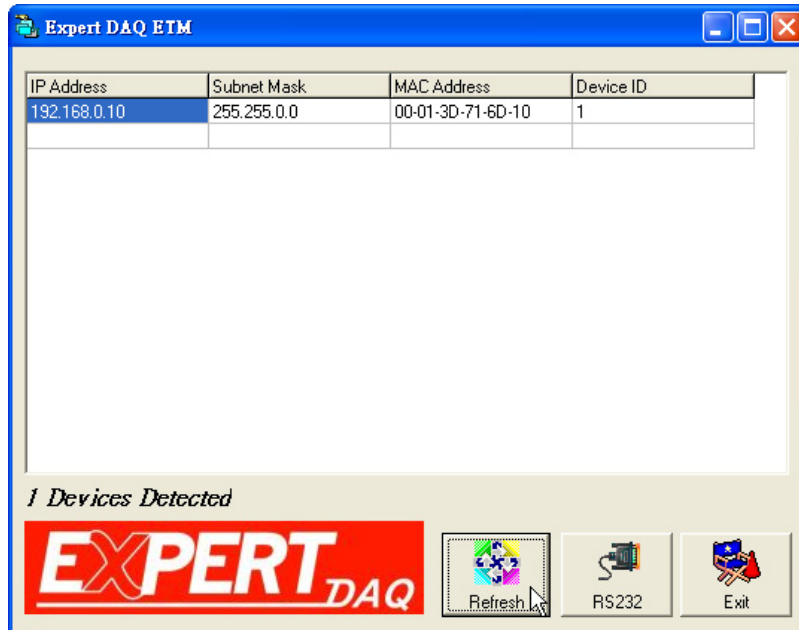 Expert DAQ ETM
IP Address Subnet Mask MAC Address Device ID
192.168.0.10 255.255.0.0 00-01-3D-71-6D-10 1
1 Devices Detected
EXPERT DAQ
Refresh RS232 Exit